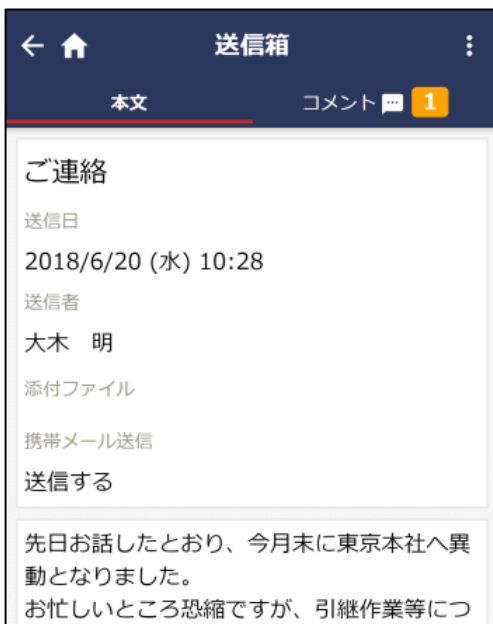 送信箱
本文
コメント 1
ご連絡
送信日
2018/6/20 (水) 10:28
送信者
大木　明
添付ファイル
携帯メール送信
送信する
先日お話したとおり、今月末に東京本社へ異
動となりました。
お忙しいところ恐縮ですが、引継作業等につ